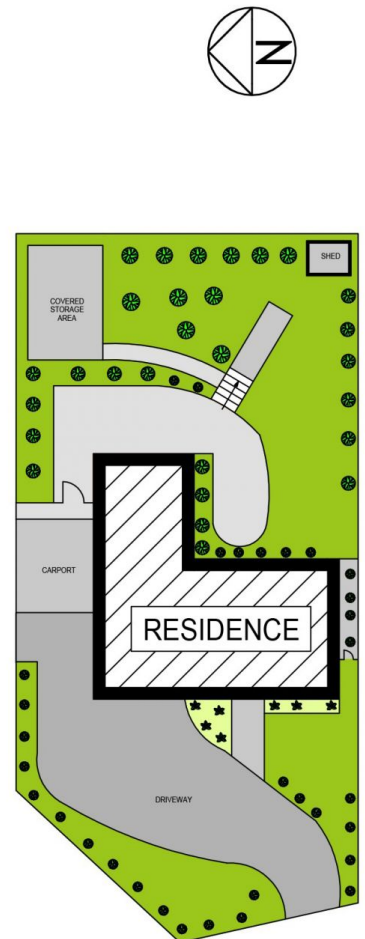 N
SHED
COVERED
STORAGE
AREA
CARPORT
RESIDENCE
DRIVEWAY